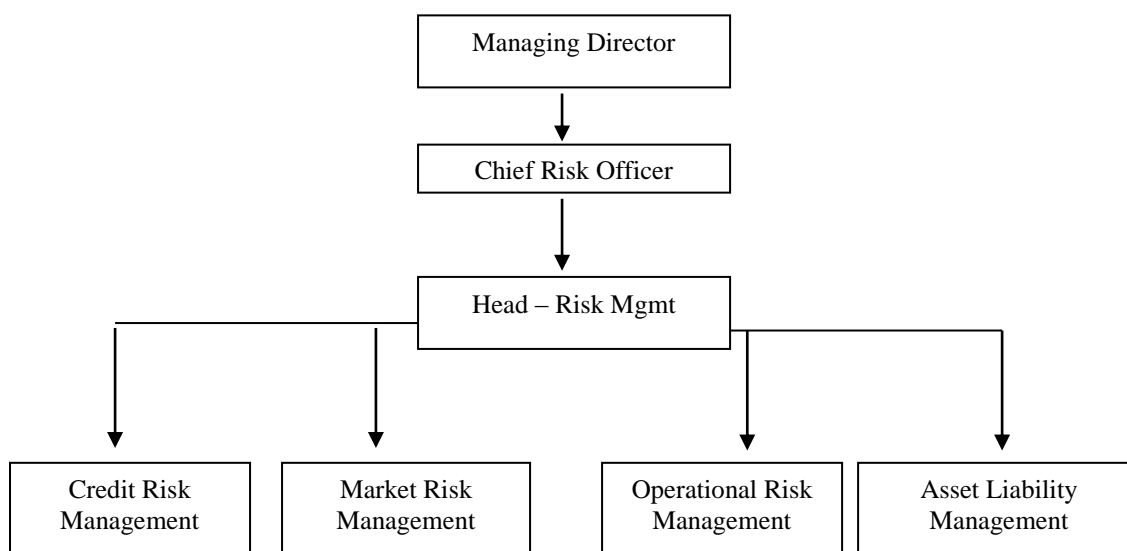 Managing Director
Chief Risk Officer
Head – Risk Mgmt
Credit Risk
Management
Market Risk
Management
Operational Risk
Management
Asset Liability
Management